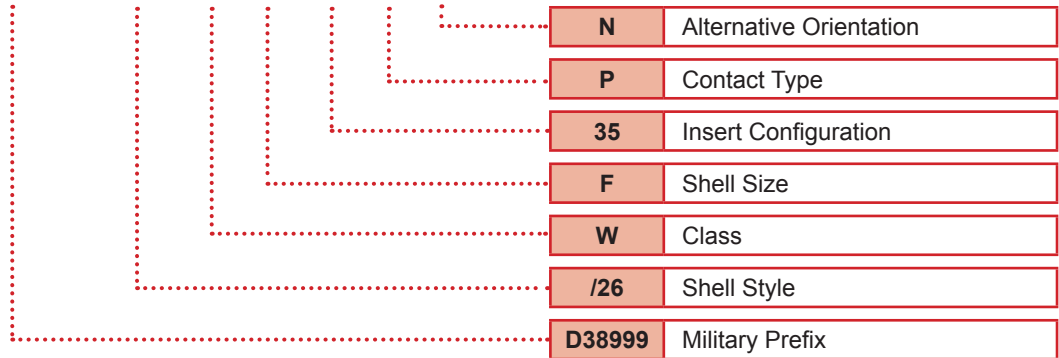 N Alternative Orientation
P Contact Type
35 Insert Configuration
F Shell Size
W Class
/26 Shell Style
D38999 Military Prefix